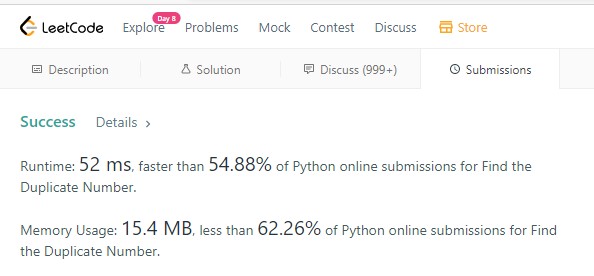 LeetCode Explore Day 8 Problems Mock Contest Discuss Store
Description Solution Discuss (999+) Submissions
Success Details >
Runtime: 52 ms, faster than 54.88% of Python online submissions for Find the
Duplicate Number.
Memory Usage: 15.4 MB, less than 62.26% of Python online submissions for Find
the Duplicate Number.